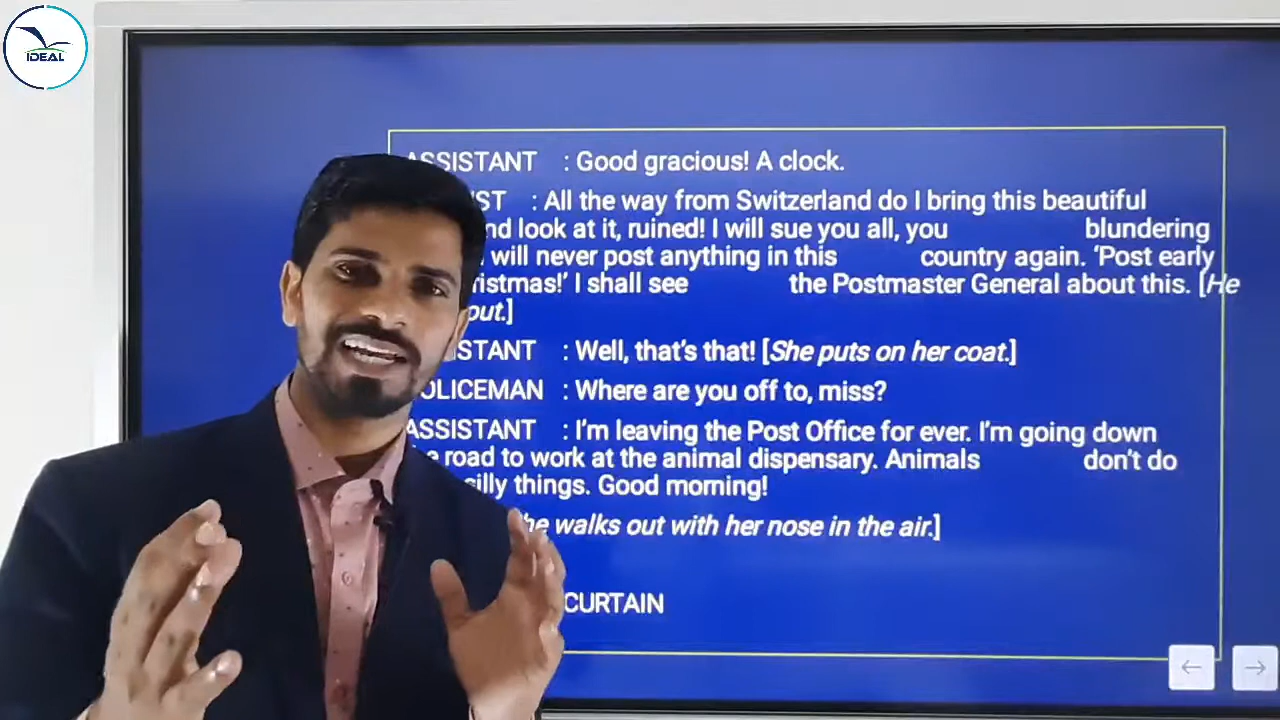 IDEAL
ASSISTANT : Good gracious! A clock.
IST : All the way from Switzerland do I bring this beautiful
nd look at it, ruined! I will sue you all, you blundering
will never post anything in this country again. ‘Post early
ristmas!’ I shall see the Postmaster General about this. [He
out.]
ISTANT : Well, that’s that! [She puts on her coat.]
OLICEMAN : Where are you off to, miss?
ASSISTANT : I’m leaving the Post Office for ever. I’m going down
e road to work at the animal dispensary. Animals don’t do
silly things. Good morning!
he walks out with her nose in the air.]
CURTAIN
← →